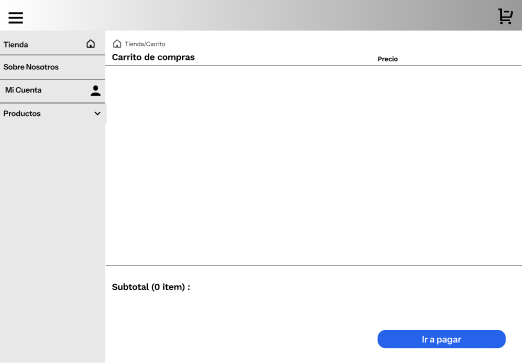 Tienda
Sobre Nosotros
Mi Cuenta
Productos
Tienda/Carrito
Carrito de compras
Precio
Subtotal (0 item) :
Ir a pagar